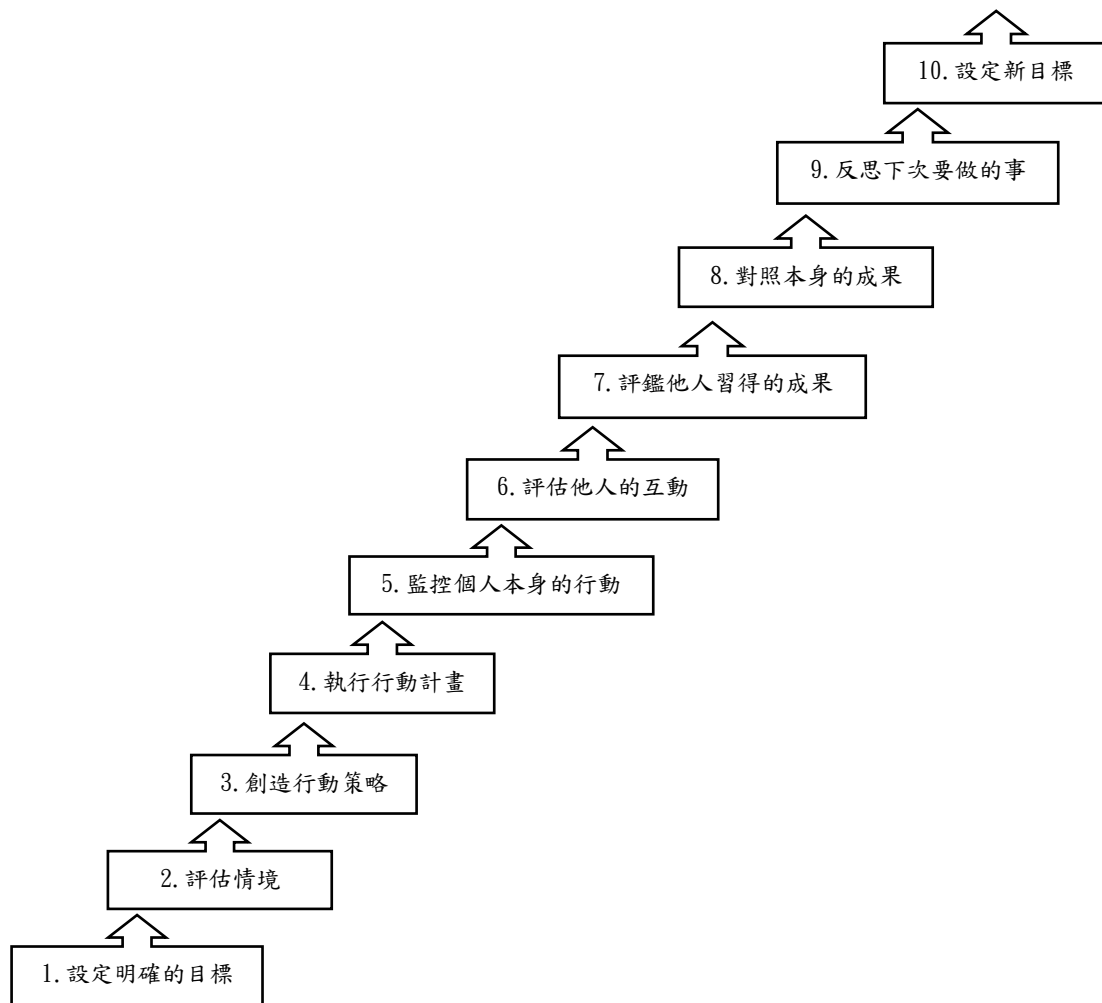 10.設定新目標
9.反思下次要做的事
8.對照本身的成果
7.評鑑他人習得的成果
6.評估他人的互動
5.監控個人本身的行動
4.執行行動計畫
3.創造行動策略
2.評估情境
1.設定明確的目標